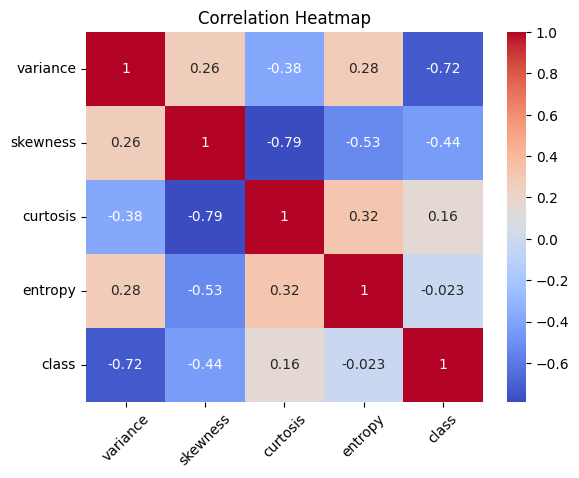 Correlation Heatmap
variance 1 0.26 -0.38 0.28 -0.72
skewness 0.26 1 -0.79 -0.53 -0.44
curtosis -0.38 -0.79 1 0.32 0.16
entropy 0.28 -0.53 0.32 1 -0.023
class -0.72 -0.44 0.16 -0.023 1
variance skewness curtosis entropy class
1.0
0.8
0.6
0.4
0.2
0.0
−0.2
−0.4
−0.6